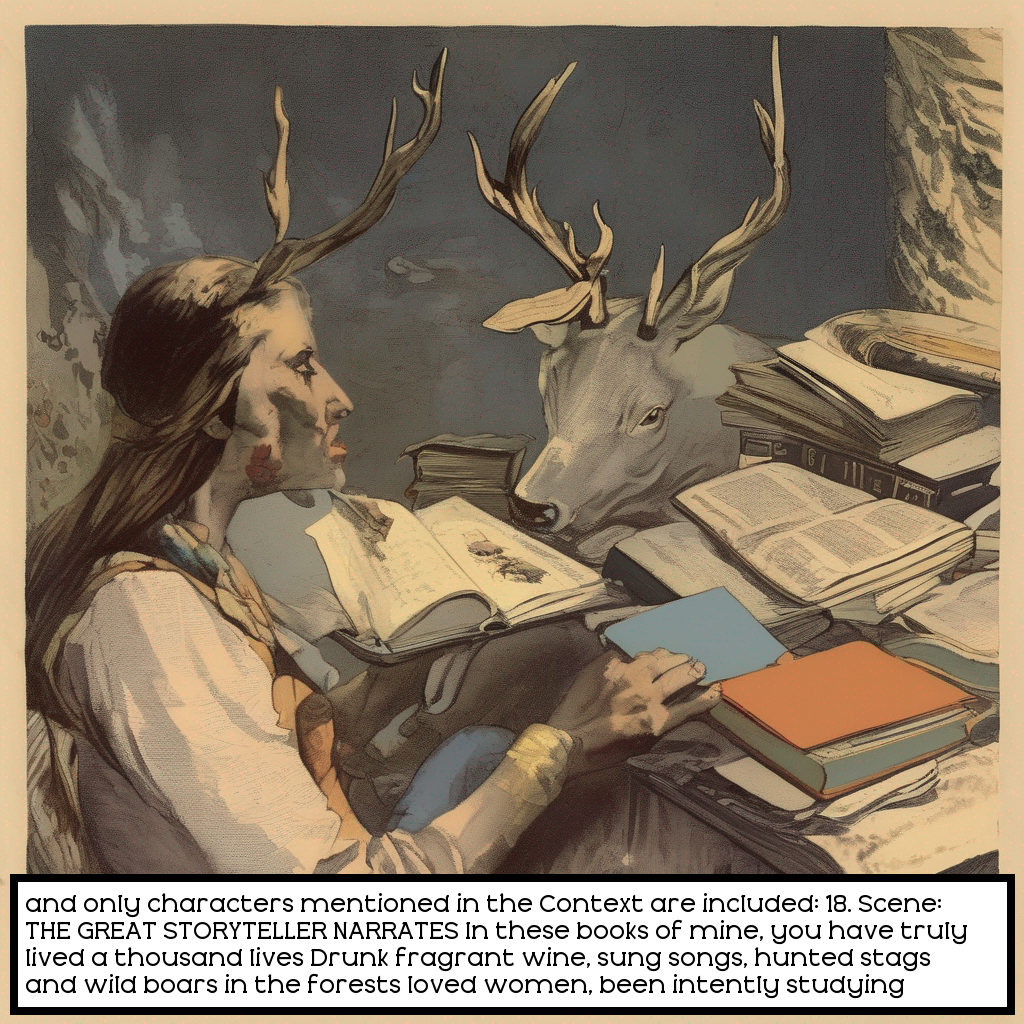 and only characters mentioned in the Context are included: 18. Scene:
THE GREAT STORYTELLER NARRATES In these books of mine, you have truly
lived a thousand lives Drunk fragrant wine, sung songs, hunted stags
and wild boars in the forests loved women, been intently studying